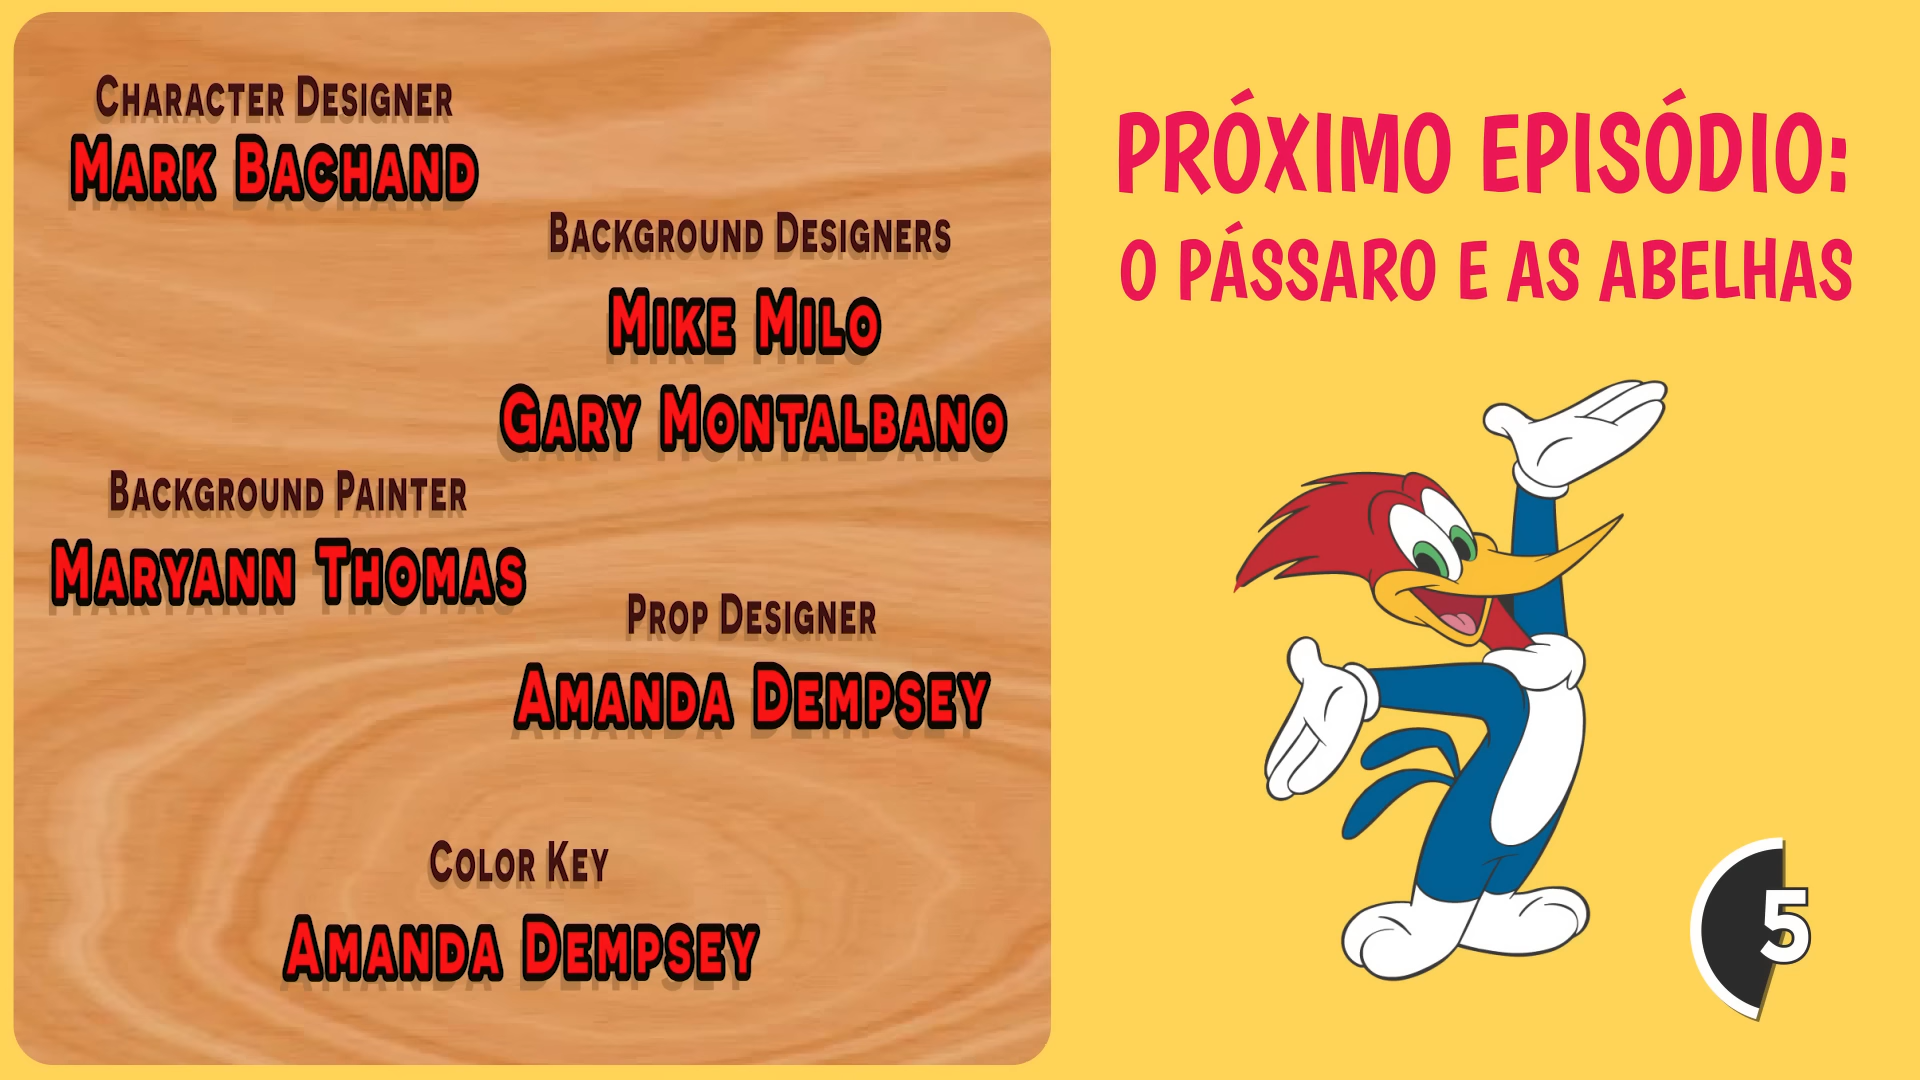 Character Designer
Mark Bachand
Background Designers
Mike Milo
Gary Montalbano
Background Painter
Maryann Thomas
Prop Designer
Amanda Dempsey
Color Key
Amanda Dempsey
PRÓXIMO EPISÓDIO:
O PÁSSARO E AS ABELHAS
5